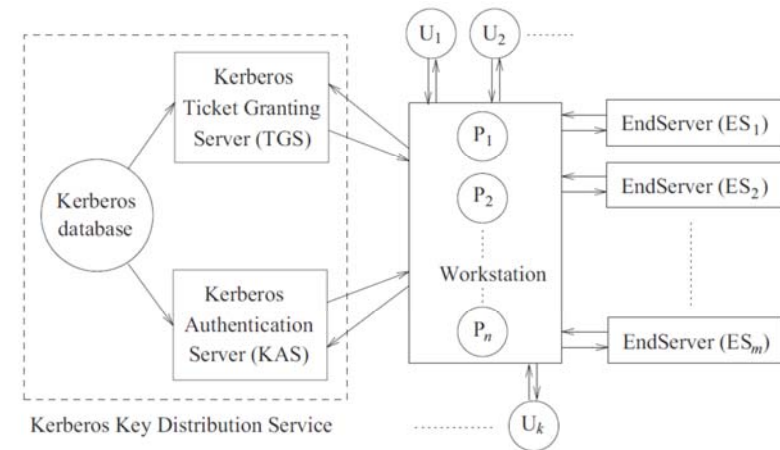 U1
U2
Kerberos
Ticket Granting
Server (TGS)
P1
EndServer (ES1)
P2
EndServer (ES2)
Kerberos
database
Workstation
Kerberos
Authentication
Server (KAS)
Pn
EndServer (ESm)
Kerberos Key Distribution Service
Uk